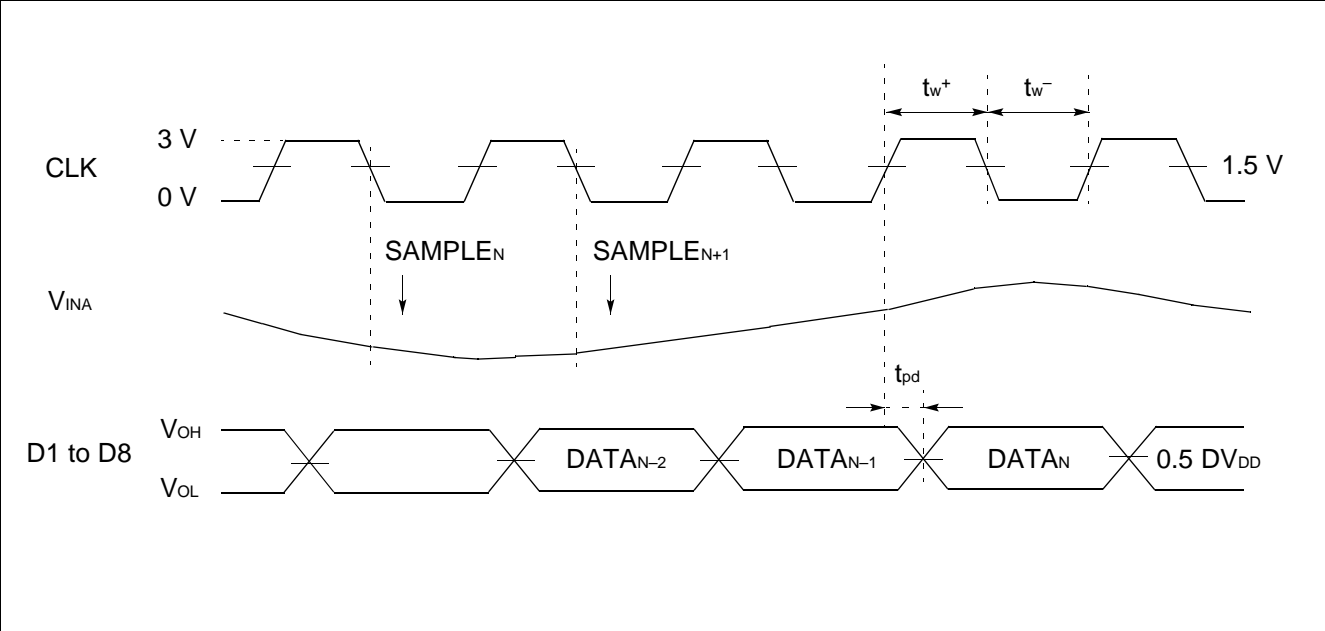 tw+ tw–
3 V
CLK
1.5 V
0 V
SAMPLEN SAMPLEN+1
VINA
tpd
VOH
D1 to D8
DATAN–2 DATAN–1 DATAN 0.5 DVDD
VOL